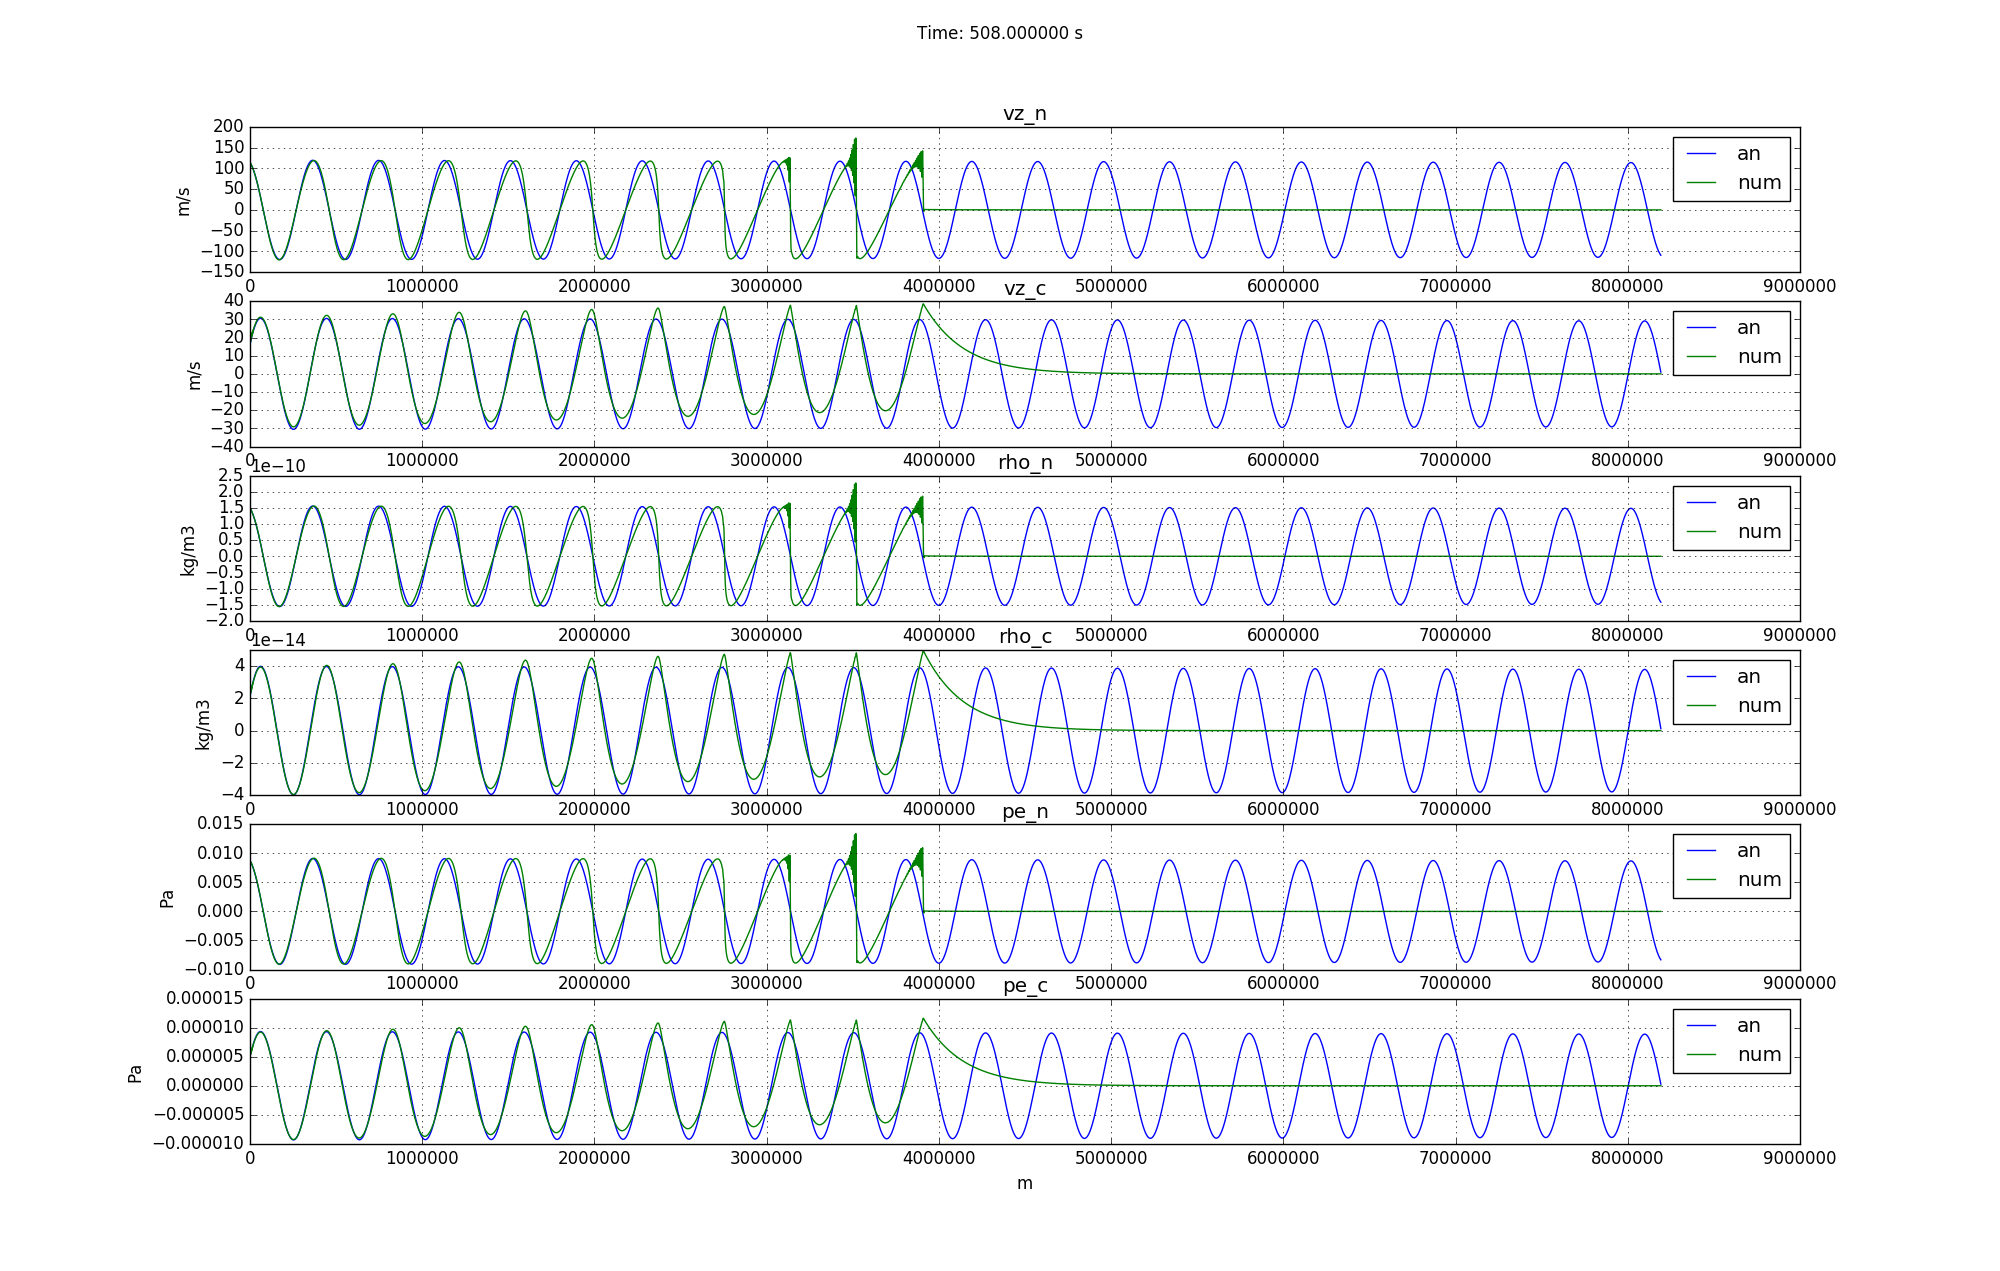 Time: 508.000000 s
vz_n
200
150
100
50
0
−50
−100
−150
m/s
an
num
0 1000000 2000000 3000000 4000000 5000000 6000000 7000000 8000000 9000000
vz_c
40
30
20
10
0
−10
−20
−30
−40
m/s
an
num
0 1000000 2000000 3000000 4000000 5000000 6000000 7000000 8000000 9000000
1e−10
rho_n
2.5
2.0
1.5
1.0
0.5
0.0
−0.5
−1.0
−1.5
−2.0
kg/m3
an
num
0 1000000 2000000 3000000 4000000 5000000 6000000 7000000 8000000 9000000
1e−14
rho_c
4
2
0
−2
−4
kg/m3
an
num
0 1000000 2000000 3000000 4000000 5000000 6000000 7000000 8000000 9000000
pe_n
0.015
0.010
0.005
0.000
−0.005
−0.010
Pa
an
num
0 1000000 2000000 3000000 4000000 5000000 6000000 7000000 8000000 9000000
pe_c
0.000015
0.000010
0.000005
0.000000
−0.000005
−0.000010
Pa
an
num
0 1000000 2000000 3000000 4000000 5000000 6000000 7000000 8000000 9000000
m